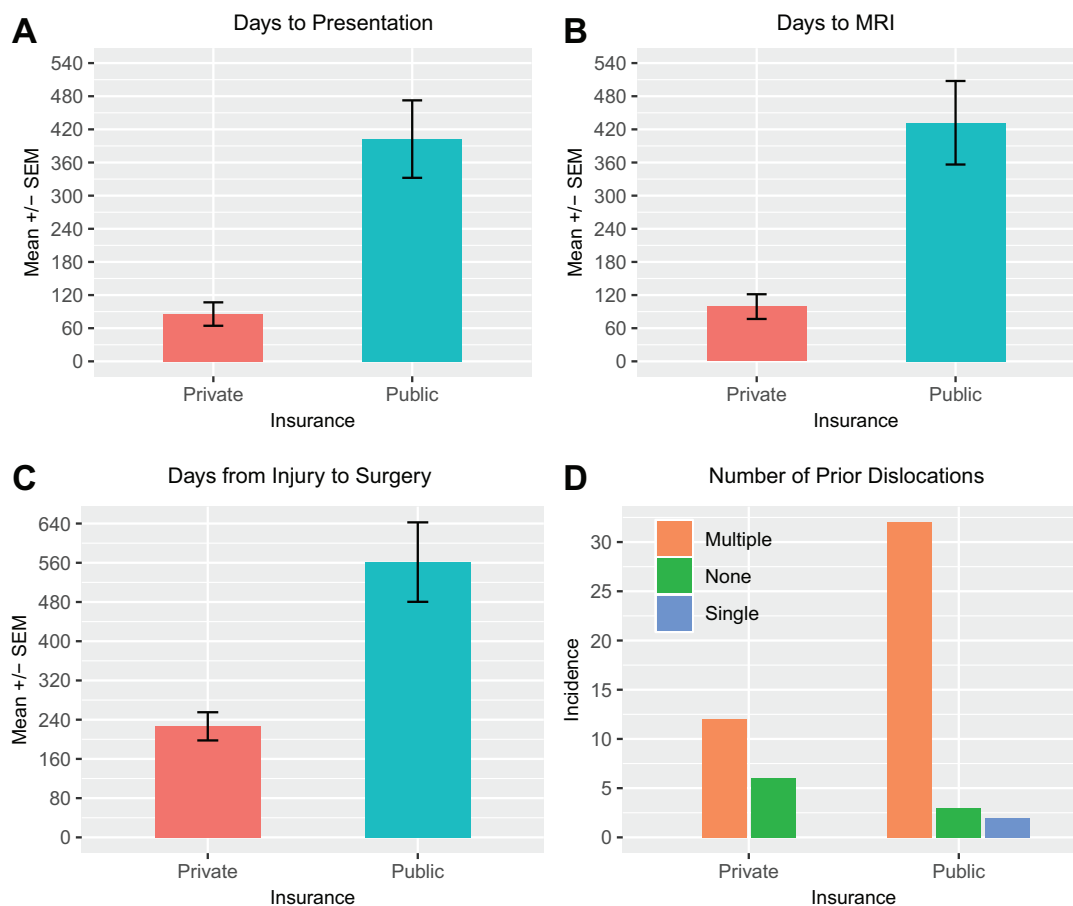 A
Days to Presentation
540
480
420
360
300
240
180
120
60
0
Mean +/− SEM
Private
Public
Insurance
B
Days to MRI
540
480
420
360
300
240
180
120
60
0
Mean +/− SEM
Private
Public
Insurance
C
Days from Injury to Surgery
640
560
480
400
320
240
160
80
0
Mean +/− SEM
Private
Public
Insurance
D
Number of Prior Dislocations
30
25
20
15
10
5
0
Incidence
Multiple
None
Single
Private
Public
Insurance